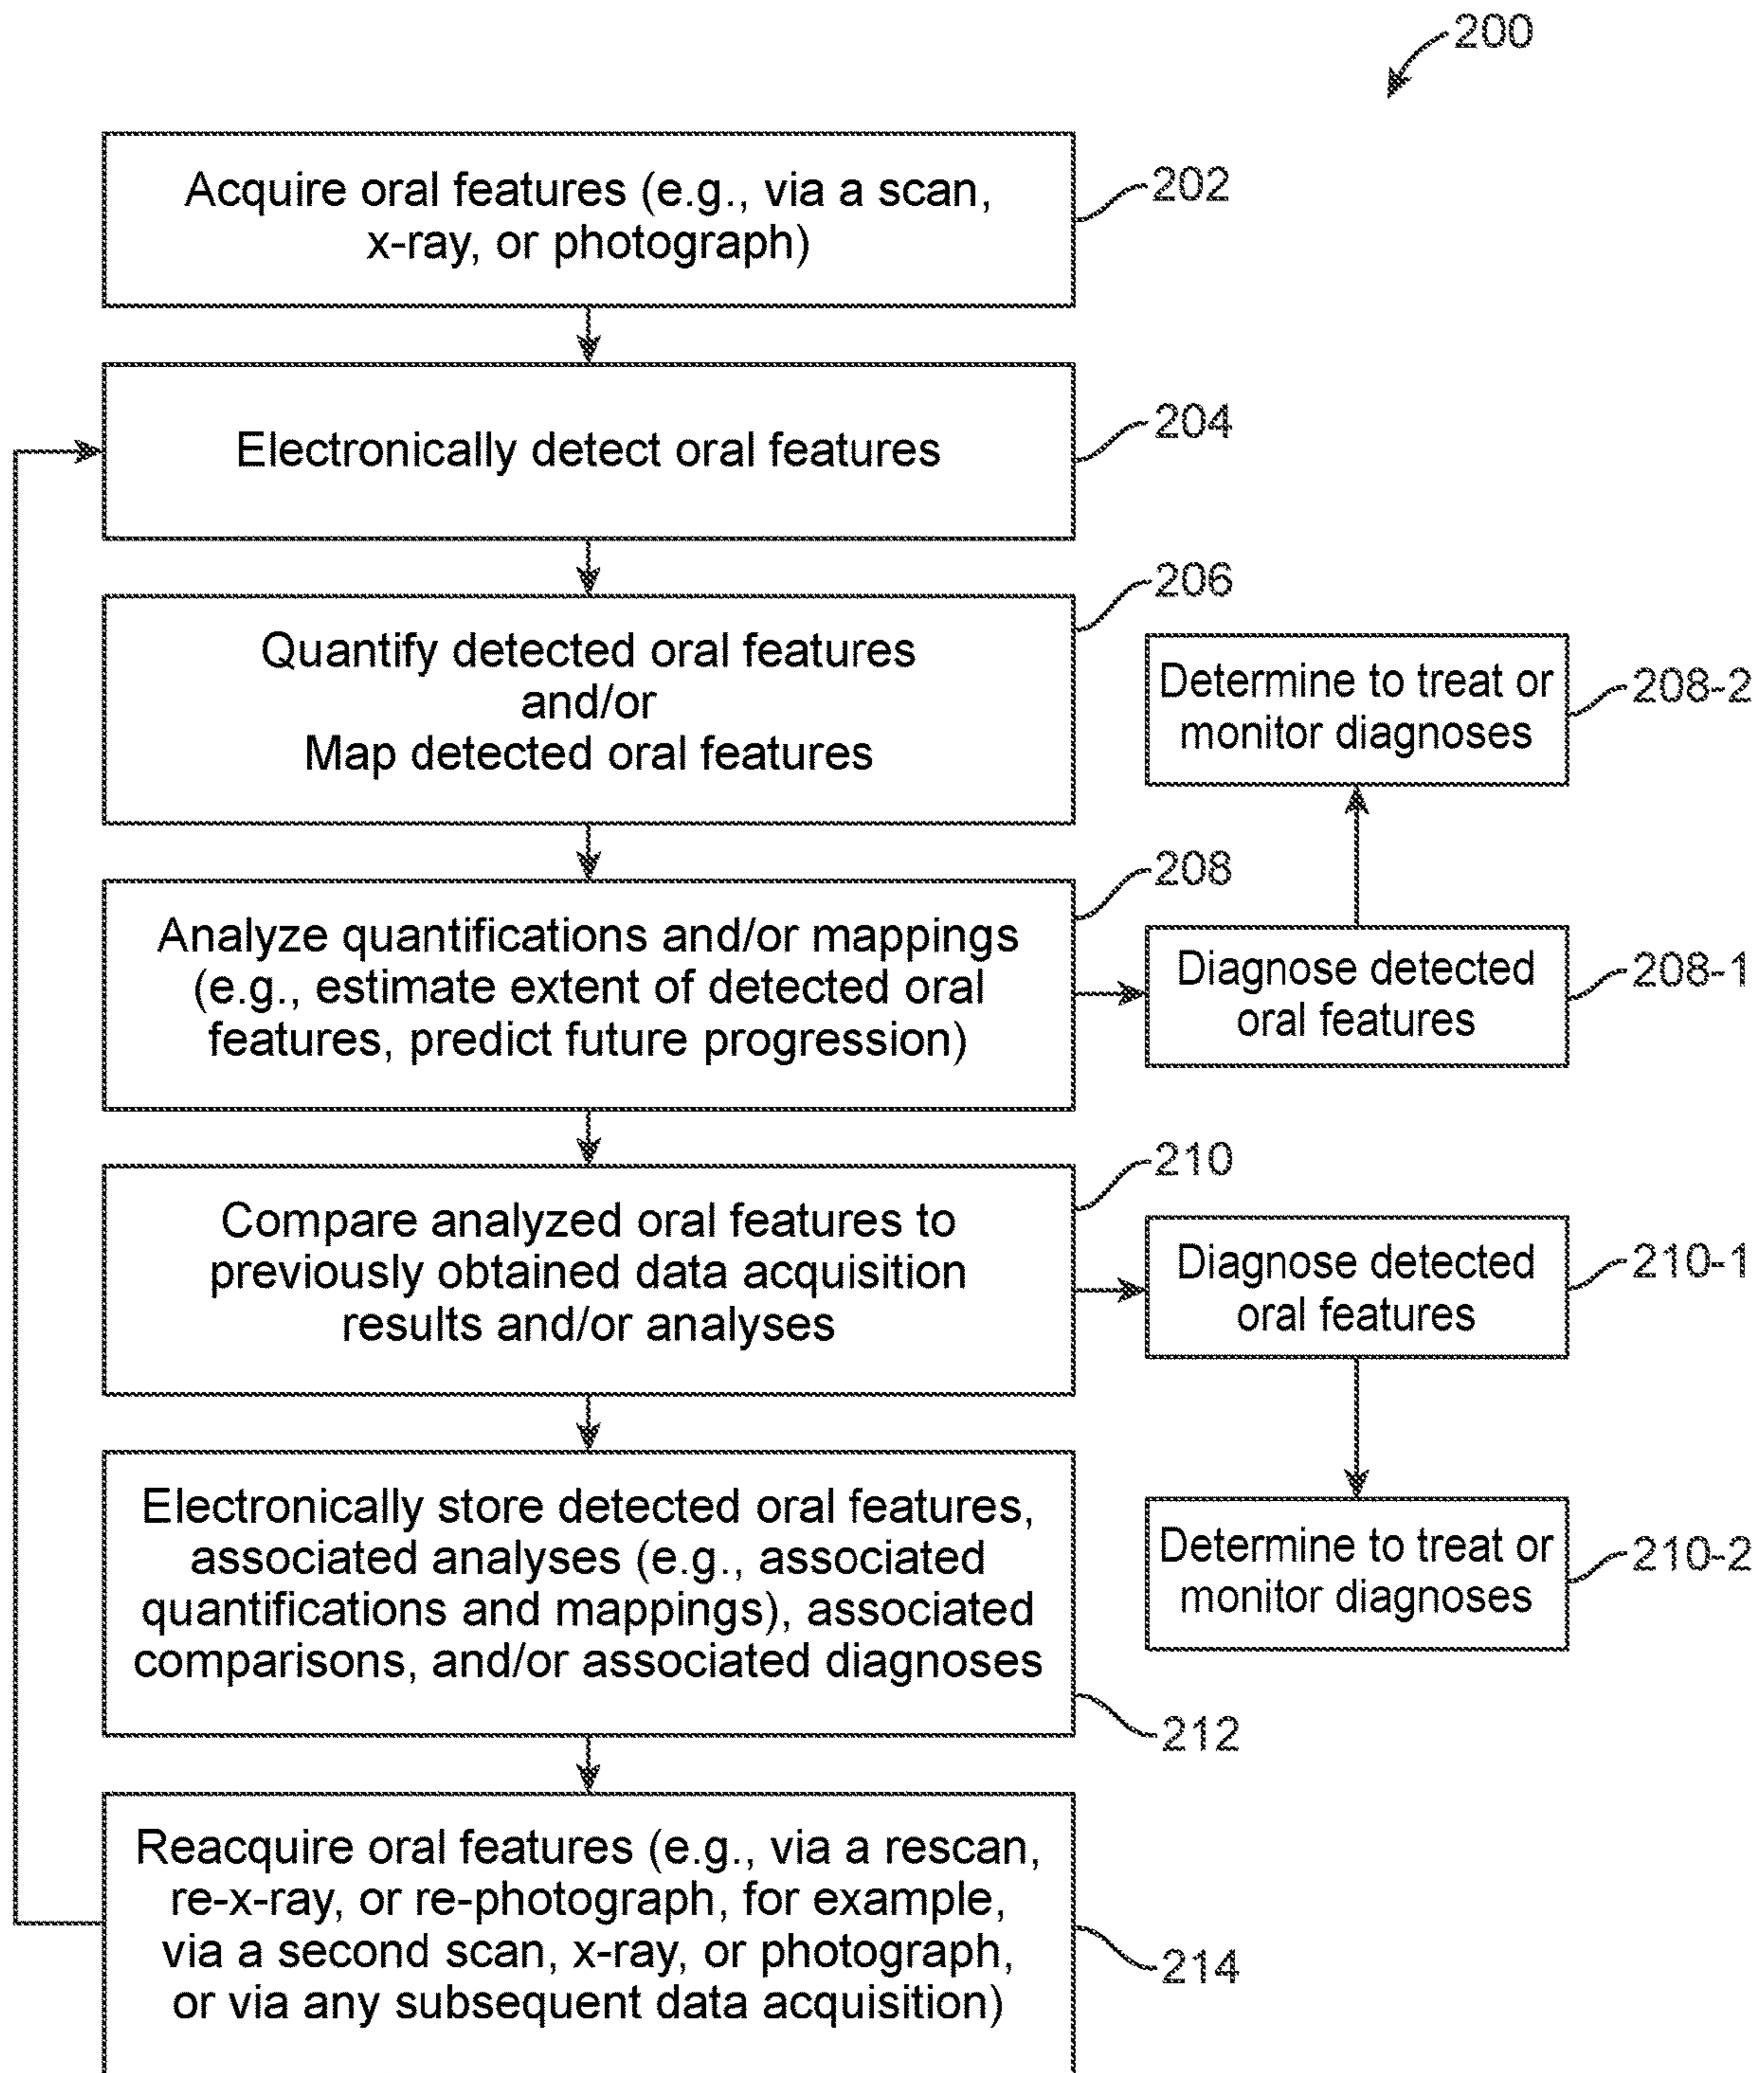 200
Acquire oral features (e.g., via a scan,
x-ray, or photograph)
202
Electronically detect oral features
204
Quantify detected oral features
and/or
Map detected oral features
206
Determine to treat or
monitor diagnoses
208-2
Analyze quantifications and/or mappings
(e.g., estimate extent of detected oral
features, predict future progression)
208
Diagnose detected
oral features
208-1
Compare analyzed oral features to
previously obtained data acquisition
results and/or analyses
210
Diagnose detected
oral features
210-1
Electronically store detected oral features,
associated analyses (e.g., associated
quantifications and mappings), associated
comparisons, and/or associated diagnoses
212
Determine to treat or
monitor diagnoses
210-2
Reacquire oral features (e.g., via a rescan,
re-x-ray, or re-photograph, for example,
via a second scan, x-ray, or photograph,
or via any subsequent data acquisition)
214